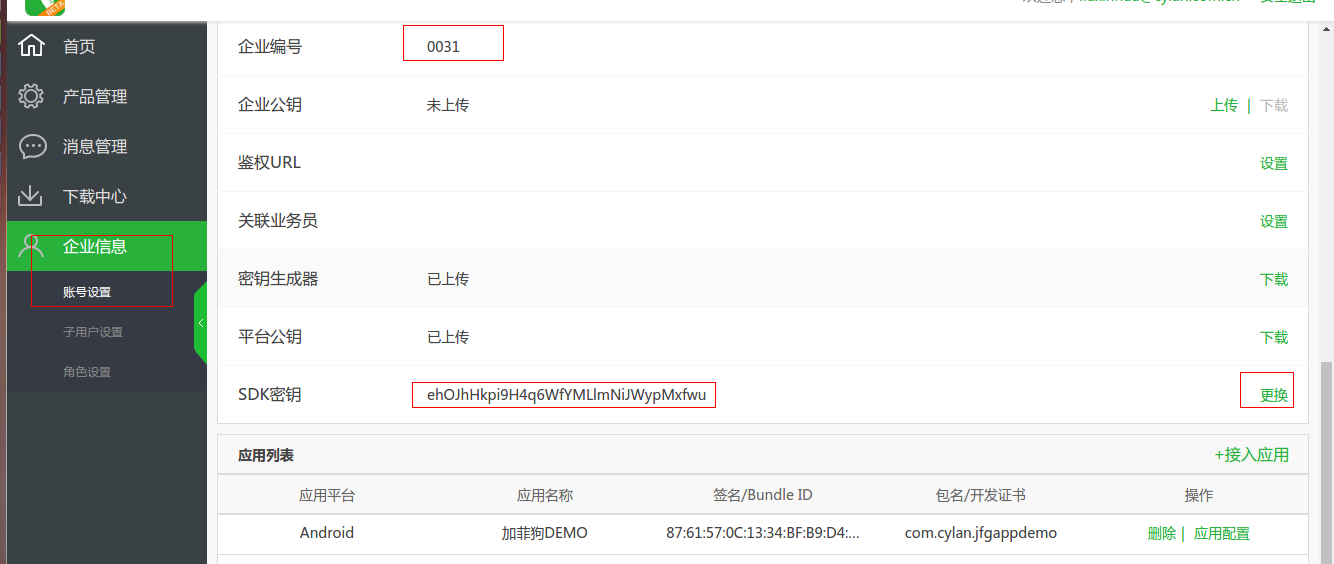 BETA
首页
产品管理
消息管理
下载中心
企业信息
账号设置
子用户设置
角色设置
企业编号 0031
企业公钥 未上传 上传 | 下载
鉴权URL 设置
关联业务员 设置
密钥生成器 已上传 下载
平台公钥 已上传 下载
SDK密钥 ehOJhHkpi9H4q6WfYMLlmNiJWypMxfwu 更换
应用列表 +接入应用
应用平台 应用名称 签名/Bundle ID 包名/开发证书 操作
Android 加菲狗DEMO 87:61:57:0C:13:34:BF:B9:D4:... com.cylan.jfgappdemo 删除 | 应用配置